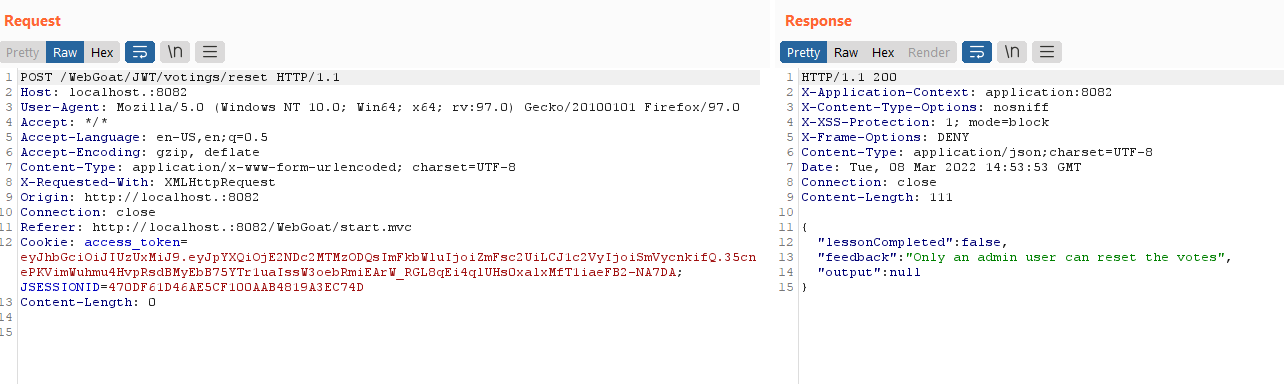 Request
Pretty Raw Hex \n
1 POST /WebGoat/JWT/votings/reset HTTP/1.1
2 Host: localhost.:8082
3 User-Agent: Mozilla/5.0 (Windows NT 10.0; Win64; x64; rv:97.0) Gecko/20100101 Firefox/97.0
4 Accept: */*
5 Accept-Language: en-US,en;q=0.5
6 Accept-Encoding: gzip, deflate
7 Content-Type: application/x-www-form-urlencoded; charset=UTF-8
8 X-Requested-With: XMLHttpRequest
9 Origin: http://localhost.:8082
10 Connection: close
11 Referer: http://localhost.:8082/WebGoat/start.mvc
12 Cookie: access_token=
eyJhbGciOiJIUzUxMiJ9.eyJpYXQiOjE2NDc2MTMzODQsImFkbWluIjoiZmFsc2UiLCJ1c2VyIjoiSmVycnkifQ.35cn
ePKVimWuhmu4HvpRsdBMyEbB75YTr1uaIssW3oebRmiEArW_RGL8qEi4qlUHsOxalxMfTliaeFB2-NA7DA;
JSESSIONID=470DF61D46AE5CF100AAB4819A3EC74D
13 Content-Length: 0
14
15
Response
Pretty Raw Hex Render \n
1 HTTP/1.1 200
2 X-Application-Context: application:8082
3 X-Content-Type-Options: nosniff
4 X-XSS-Protection: 1; mode=block
5 X-Frame-Options: DENY
6 Content-Type: application/json;charset=UTF-8
7 Date: Tue, 08 Mar 2022 14:53:53 GMT
8 Connection: close
9 Content-Length: 111
10
11 {
12 "lessonCompleted":false,
13 "feedback":"Only an admin user can reset the votes",
14 "output":null
15 }